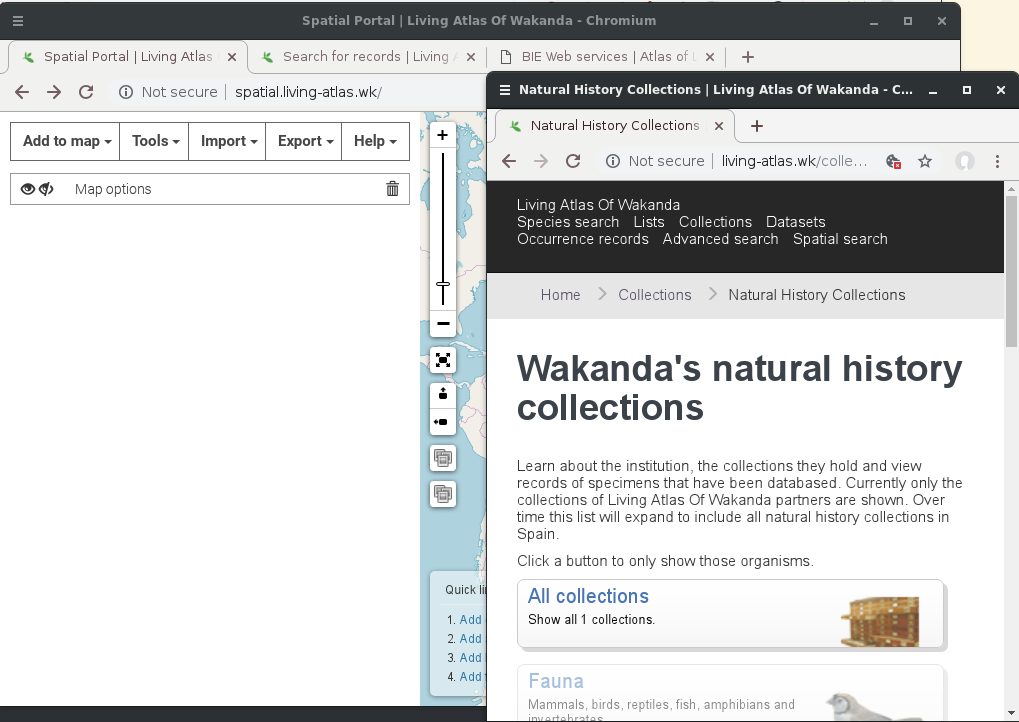 Spatial Portal | Living Atlas Of Wakanda - Chromium
Spatial Portal | Living Atlas
Search for records | Living
BIE Web services | Atlas of
Not secure | spatial.living-atlas.wk/
Add to map Tools Import Export Help
Map options
Quick
1. Add
2. Add
3. Add
4. Add
Natural History Collections | Living Atlas Of Wakanda - C...
Natural History Collections
Not secure | living-atlas.wk/colle...
Living Atlas Of Wakanda
Species search Lists Collections Datasets
Occurrence records Advanced search Spatial search
Home Collections Natural History Collections
Wakanda's natural history
collections
Learn about the institution, the collections they hold and view
records of specimens that have been databased. Currently only the
collections of Living Atlas Of Wakanda partners are shown. Over
time this list will expand to include all natural history collections in
Spain.
Click a button to only show those organisms.
All collections
Show all 1 collections.
Fauna
Mammals, birds, reptiles, fish, amphibians and
invertebrates